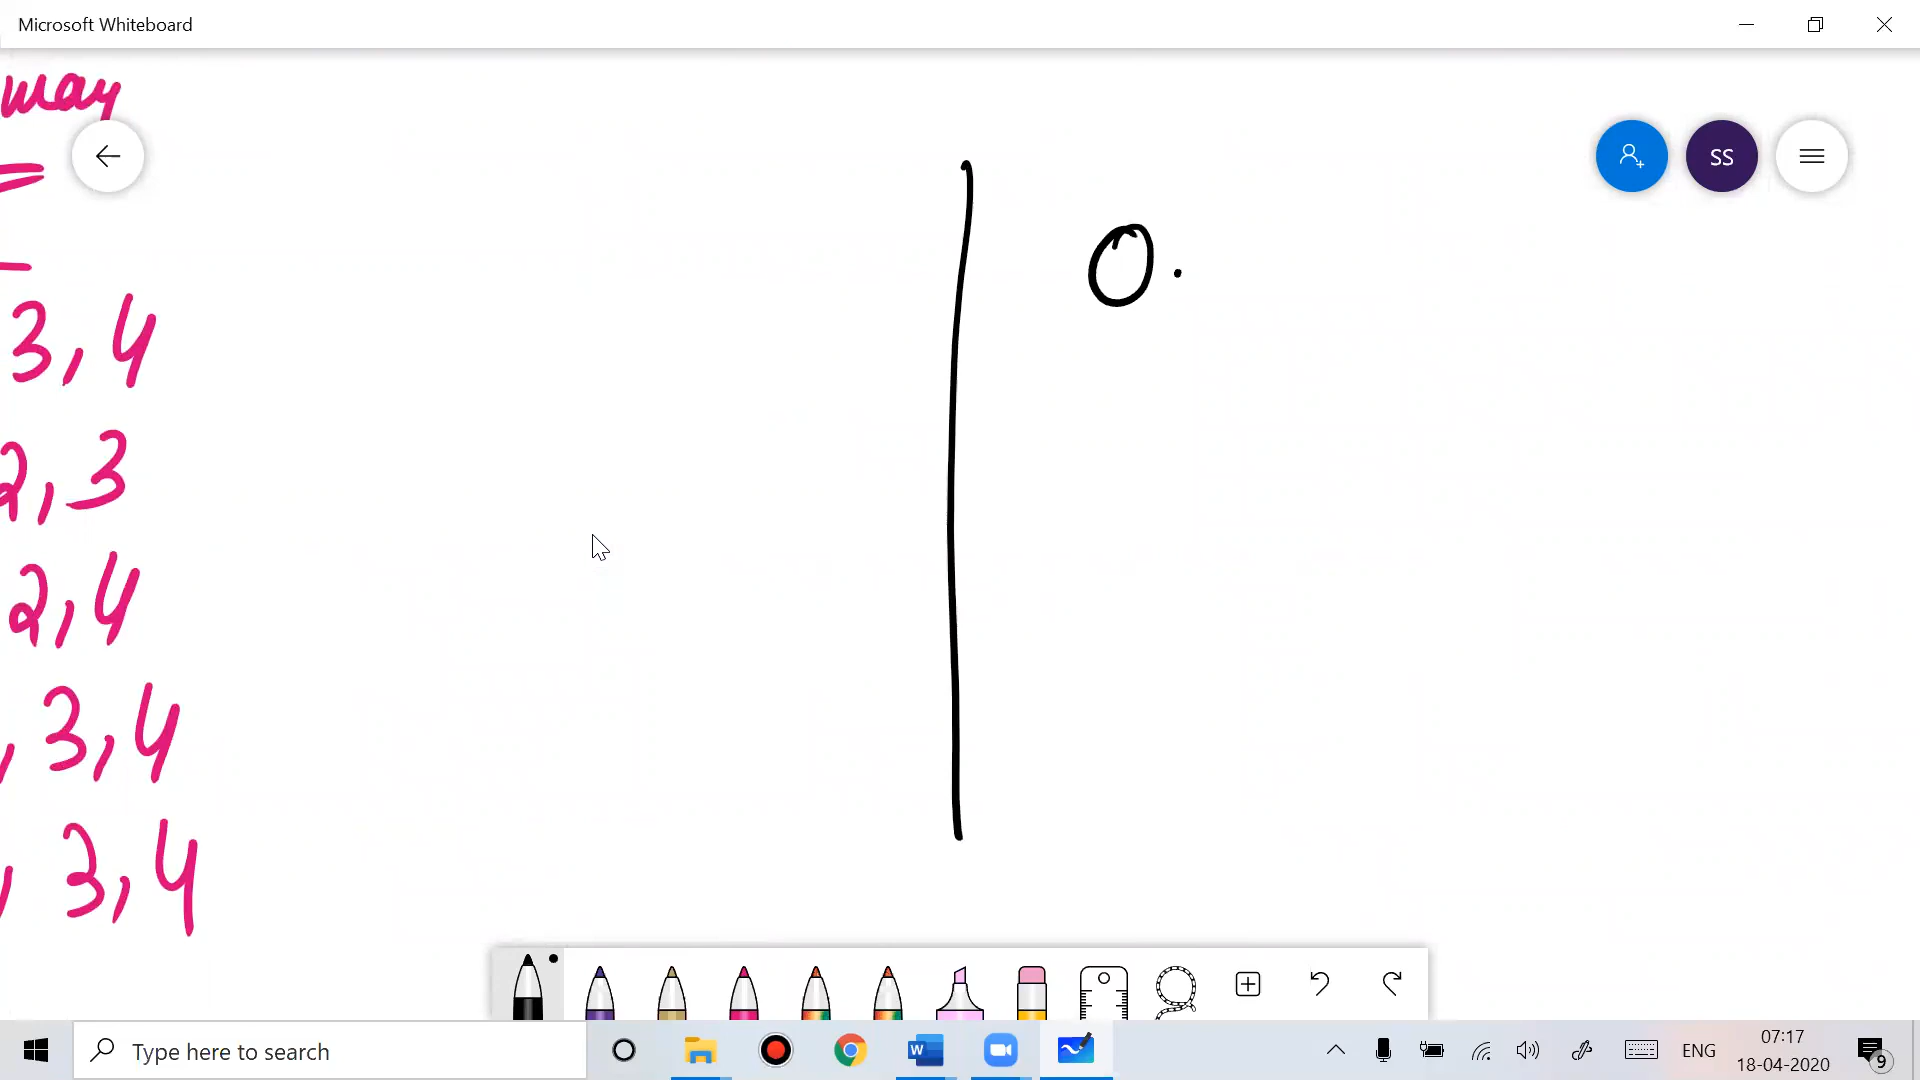 Microsoft Whiteboard
may
SS
0.
3, 4
2, 3
2, 4
, 3, 4
, 3, 4
Type here to search
W
ENG
07:17
18-04-2020
9